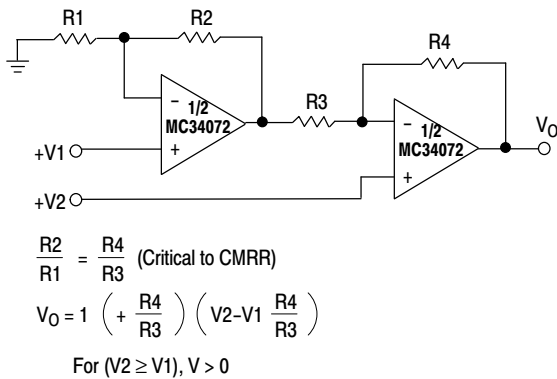 R1 R2
R3 R4
- 1/2 MC34072 +
- 1/2 MC34072 +
+V1
+V2
VO
R2/R1 = R4/R3 (Critical to CMRR)
VO = 1 ( + R4/R3 ) ( V2-V1 R4/R3 )
For (V2 ≥ V1), V > 0